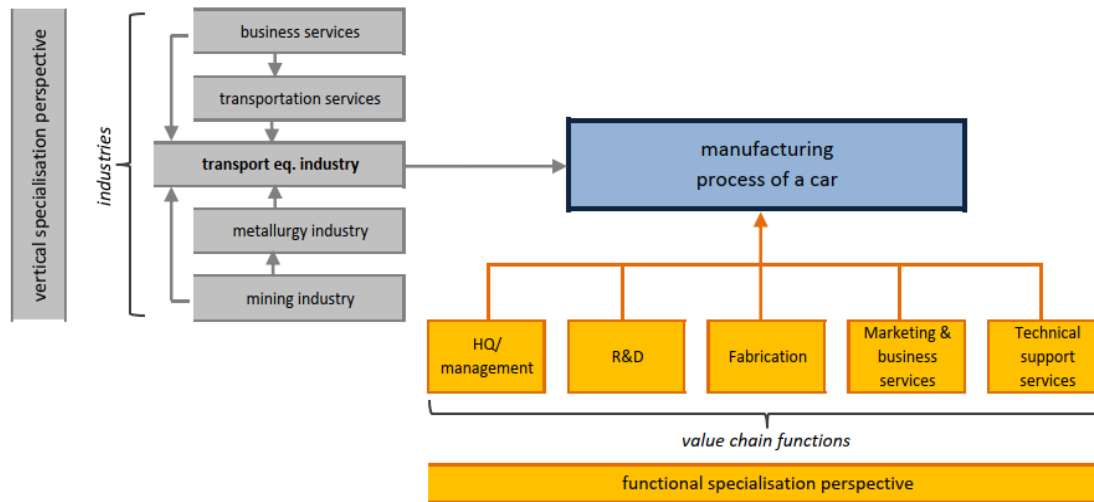 vertical specialisation perspective
industries
business services
transportation services
transport eq. industry
metallurgy industry
mining industry
manufacturing
process of a car
HQ/
management
R&D
Fabrication
Marketing &
business
services
Technical
support
services
value chain functions
functional specialisation perspective